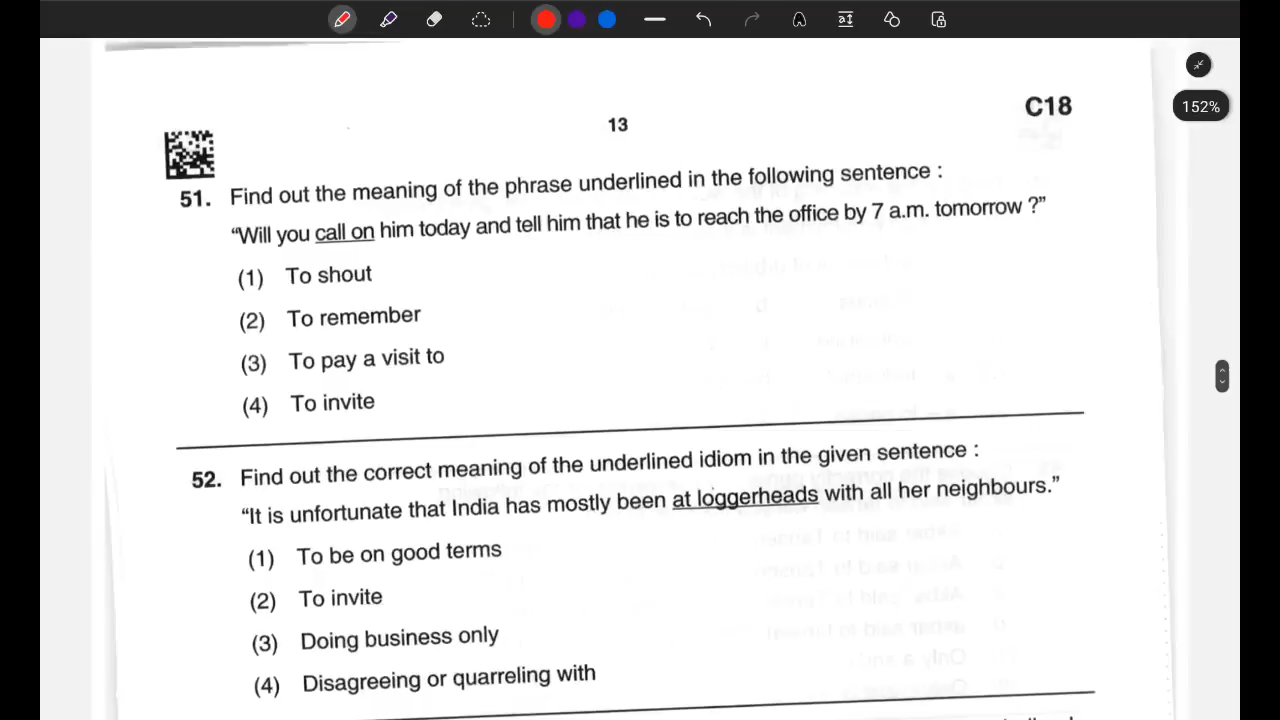 152%
C18
13
51. Find out the meaning of the phrase underlined in the following sentence :
“Will you call on him today and tell him that he is to reach the office by 7 a.m. tomorrow ?”
(1) To shout
(2) To remember
(3) To pay a visit to
(4) To invite
52. Find out the correct meaning of the underlined idiom in the given sentence :
“It is unfortunate that India has mostly been at loggerheads with all her neighbours.”
(1) To be on good terms
(2) To invite
(3) Doing business only
(4) Disagreeing or quarreling with